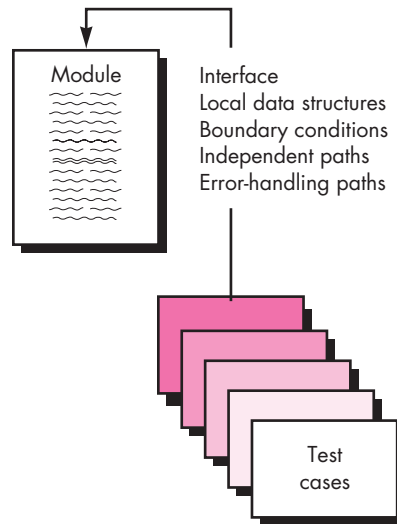 Module
Interface
Local data structures
Boundary conditions
Independent paths
Error-handling paths
Test
cases